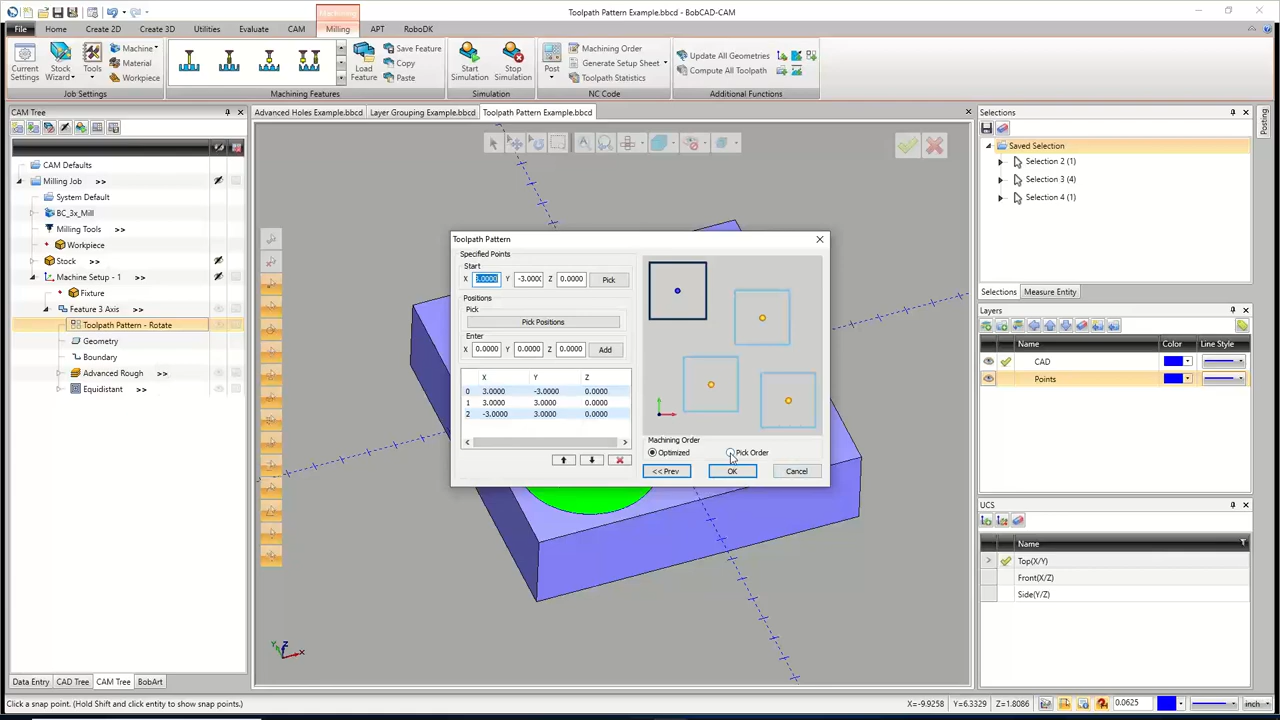 Toolpath Pattern Example.bbcd - BobCAD-CAM
Machining
File Home Create 2D Create 3D Utilities Evaluate CAM Milling APT RoboDK
Current Settings
Stock Wizard
Tools
Machine
Material
Workpiece
Job Settings
Load Feature
Save Feature
Copy
Paste
Machining Features
Start Simulation
Stop Simulation
Simulation
Post
Machining Order
Generate Setup Sheet
Toolpath Statistics
NC Code
Update All Geometries
Compute All Toolpath
Additional Functions
CAM Tree
Advanced Holes Example.bbcd Layer Grouping Example.bbcd Toolpath Pattern Example.bbcd
CAM Defaults
Milling Job >>
System Default
BC_3x_Mill
Milling Tools >>
Workpiece
Stock >>
Machine Setup - 1 >>
Fixture
Feature 3 Axis >>
Toolpath Pattern - Rotate
Geometry
Boundary
Advanced Rough >>
Equidistant >>
Data Entry CAD Tree CAM Tree BobArt
Toolpath Pattern
Specified Points
Start
X Y -3.000( Z 0.0000 Pick
Positions
Pick
Pick Positions
Enter
X 0.0000 Y 0.0000 Z 0.0000 Add
X Y Z
0 3.0000 -3.0000 0.0000
1 3.0000 3.0000 0.0000
2 -3.0000 3.0000 0.0000
Machining Order
Optimized Pick Order
<< Prev OK Cancel
Selections
Saved Selection
Selection 2 (1)
Selection 3 (4)
Selection 4 (1)
Selections Measure Entity
Posting
Layers
Name Color Line Style
CAD
Points
UCS
Name
Top(X/Y)
Front(X/Z)
Side(Y/Z)
Y Z X
Click a snap point. (Hold Shift and click entity to show snap points.)
X=-9.9258 Y=6.3329 Z=1.8086 0.0625 inch